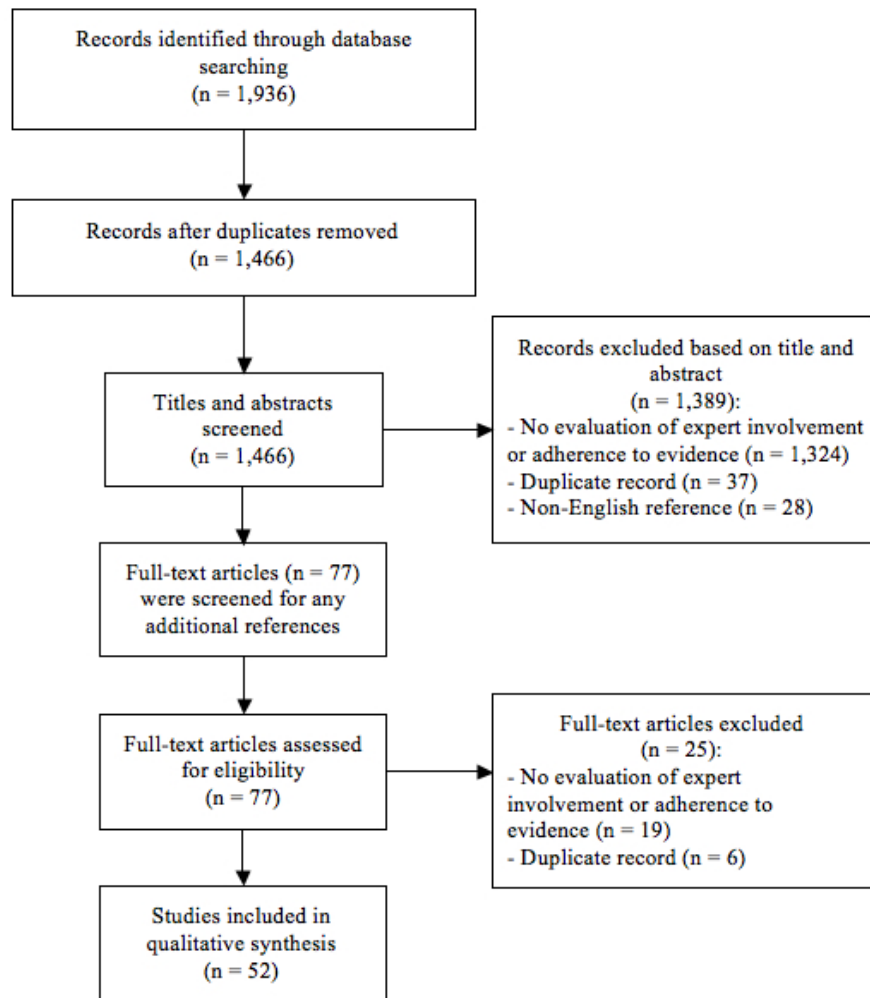 Records identified through database
searching
(n = 1,936)
Records after duplicates removed
(n = 1,466)
Titles and abstracts
screened
(n = 1,466)
Records excluded based on title and
abstract
(n = 1,389):
- No evaluation of expert involvement
or adherence to evidence (n = 1,324)
- Duplicate record (n = 37)
- Non-English reference (n = 28)
Full-text articles (n = 77)
were screened for any
additional references
Full-text articles assessed
for eligibility
(n = 77)
Full-text articles excluded
(n = 25):
- No evaluation of expert
involvement or adherence to
evidence (n = 19)
- Duplicate record (n = 6)
Studies included in
qualitative synthesis
(n = 52)